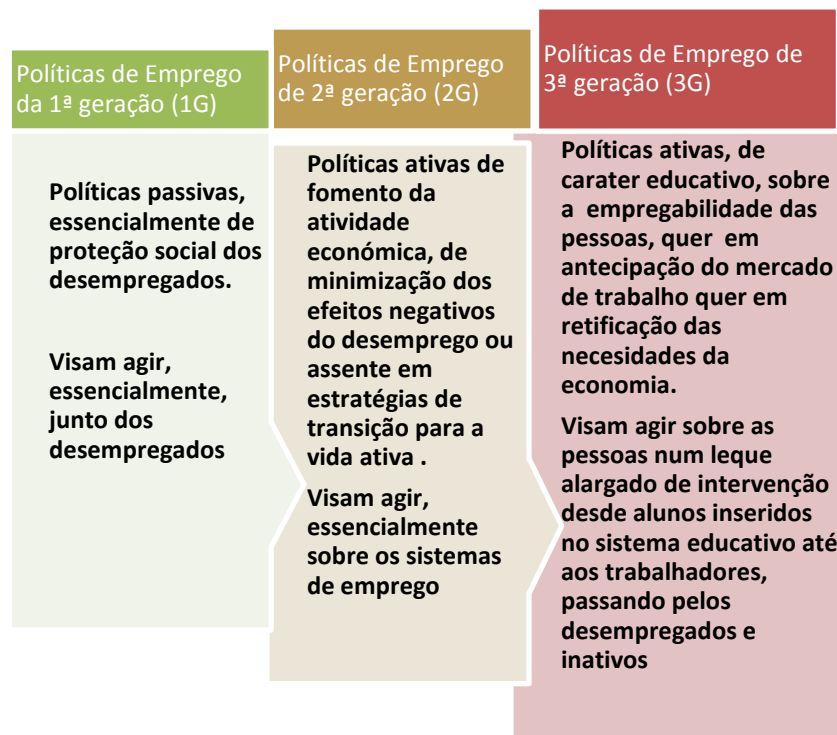 Políticas de Emprego
da 1ª geração (1G)
Políticas passivas,
essencialmente de
proteção social dos
desempregados.
Visam agir,
essencialmente,
junto dos
desempregados
Políticas de Emprego
de 2ª geração (2G)
Políticas ativas de
fomento da
atividade
económica, de
minimização dos
efeitos negativos
do desemprego ou
assente em
estratégias de
transição para a
vida ativa .
Visam agir,
essencialmente
sobre os sistemas
de emprego
Políticas de Emprego de
3ª geração (3G)
Políticas ativas, de
carater educativo, sobre
a empregabilidade das
pessoas, quer em
antecipação do mercado
de trabalho quer em
retificação das
necesidades da
economia.
Visam agir sobre as
pessoas num leque
alargado de intervenção
desde alunos inseridos
no sistema educativo até
aos trabalhadores,
passando pelos
desempregados e
inativos